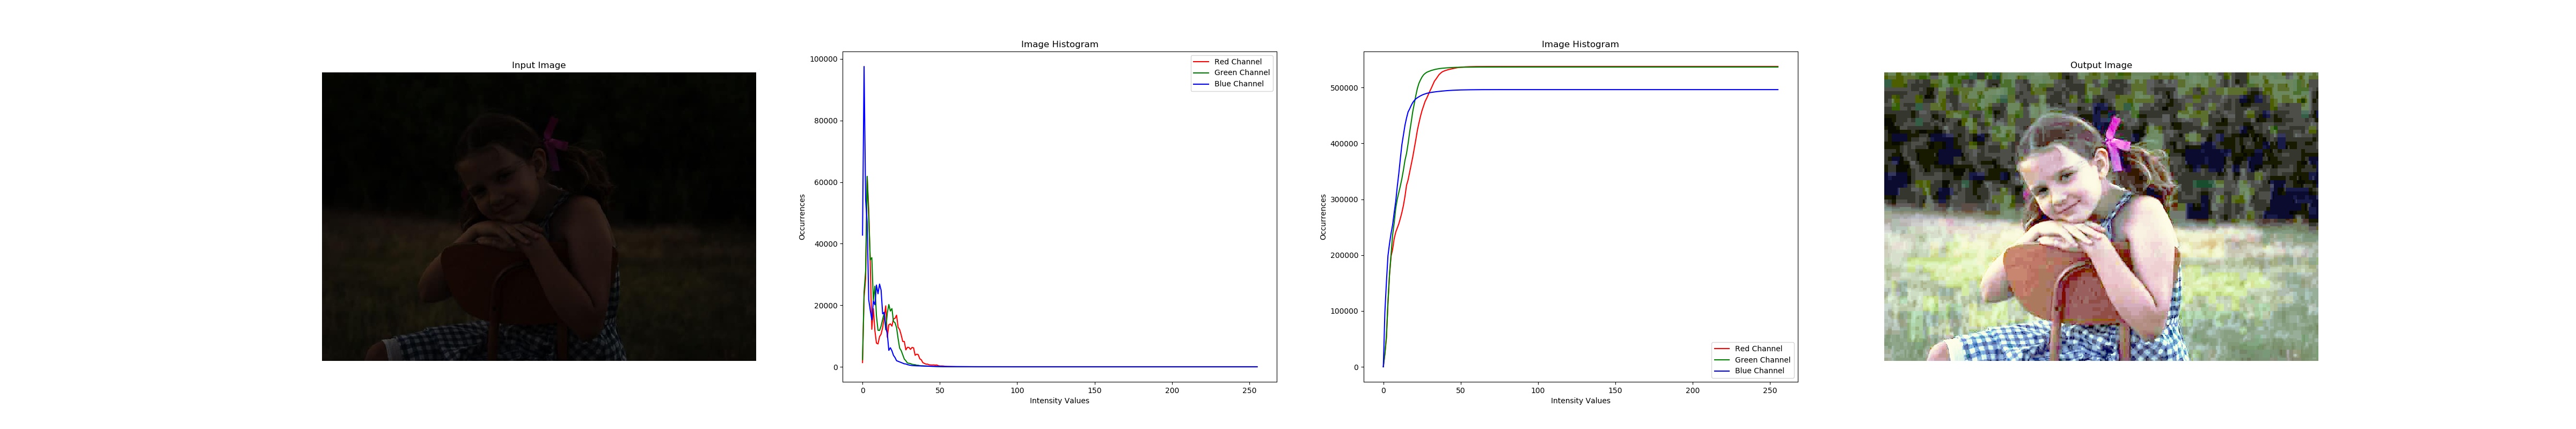 Input Image
Image Histogram
100000
80000
60000
40000
20000
0
Occurrences
0 50 100 150 200 250
Intensity Values
Red Channel
Green Channel
Blue Channel
Image Histogram
500000
400000
300000
200000
100000
0
Occurrences
0 50 100 150 200 250
Intensity Values
Red Channel
Green Channel
Blue Channel
Output Image